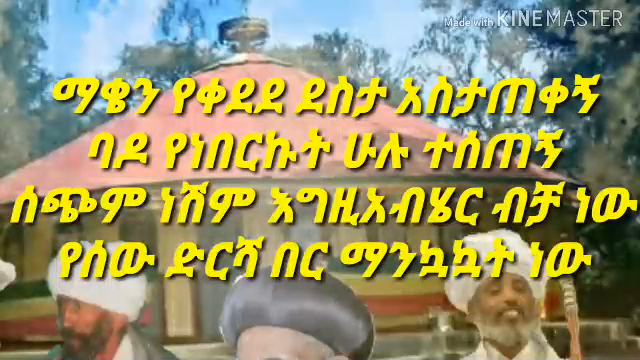 Made with KINEMASTER
ማቄን የቀደደ ደስታ አስታጠቀኝ
ባዶ የነበርኩት ሁሉ ተሰጠኝ
ሰጭም ነሽም እግዚአብሄር ብቻ ነው
የሰው ድርሻ በር ማንኳኳት ነው